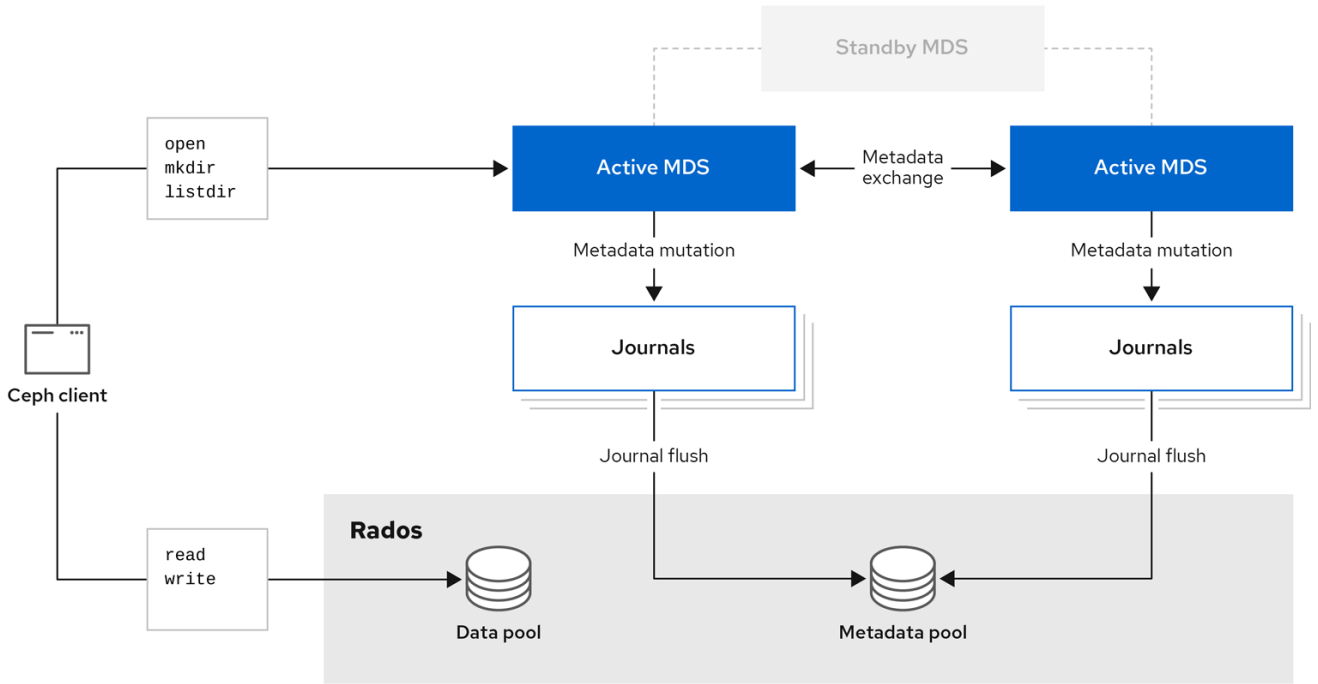 Standby MDS
open
mkdir
listdir
Active MDS
Metadata
exchange
Active MDS
Metadata mutation
Metadata mutation
Journals
Journals
Ceph client
Journal flush
Journal flush
Rados
read
write
Data pool
Metadata pool